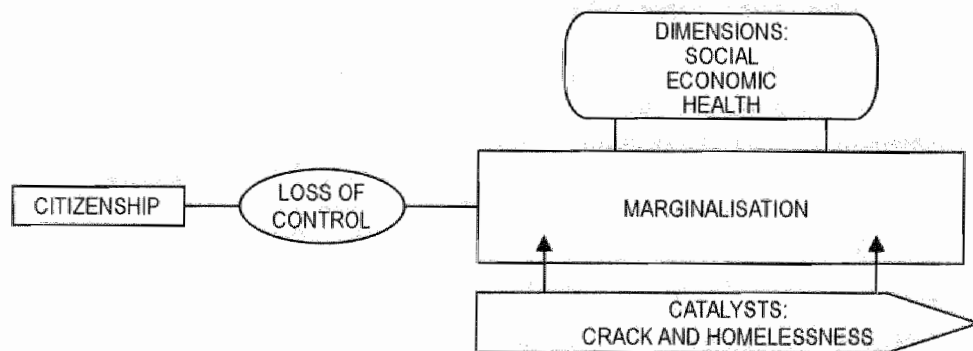 DIMENSIONS:
SOCIAL
ECONOMIC
HEALTH
CITIZENSHIP
LOSS OF
CONTROL
MARGINALISATION
CATALYSTS:
CRACK AND HOMELESSNESS